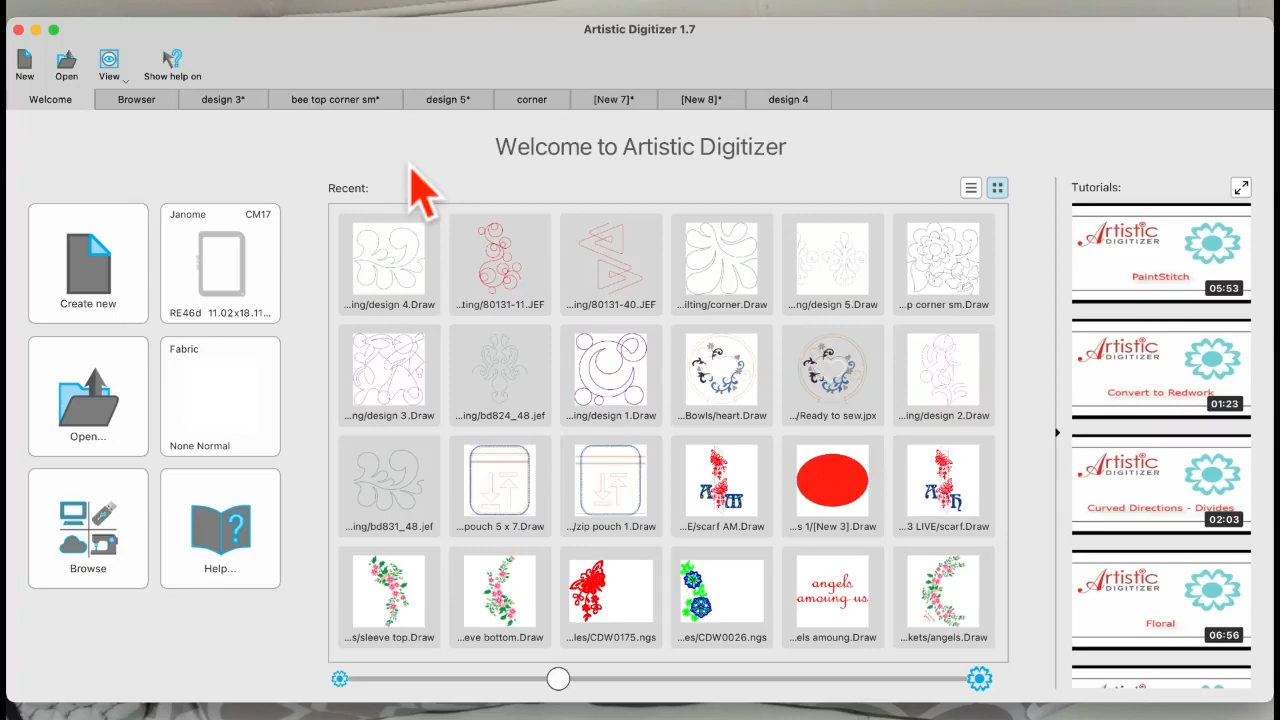 Artistic Digitizer 1.7
New
Open
View
Show help on
Welcome
Browser
design 3*
bee top corner sm*
design 5*
corner
[New 7]*
[New 8]*
design 4
Welcome to Artistic Digitizer
Recent:
Tutorials:
Create new
Janome CM17
RE46d 11.02x18.11...
Open...
Fabric
None Normal
Browse
Help...
...ing/design 4.Draw
...ting/80131-11.JEF
...ing/80131-40.JEF
...ilting/corner.Draw
...ng/design 5.Draw
...p corner sm.Draw
...ng/design 3.Draw
...ing/bd824_48.jef
...ing/design 1.Draw
...Bowls/heart.Draw
.../Ready to sew.jpx
...ing/design 2.Draw
...ing/bd831_48.jef
...pouch 5 x 7.Draw
.../zip pouch 1.Draw
...E/scarf AM.Draw
...s 1/[New 3].Draw
...3 LIVE/scarf.Draw
angels
amoung us
...s/sleeve top.Draw
...eve bottom.Draw
...les/CDW0175.ngs
...es/CDW0026.ngs
...els amoung.Draw
...kets/angels.Draw
Artistic
DIGITIZER
PaintStitch
05:53
Artistic
DIGITIZER
Convert to Redwork
01:23
Artistic
DIGITIZER
Curved Directions - Divides
02:03
Artistic
DIGITIZER
Floral
06:56